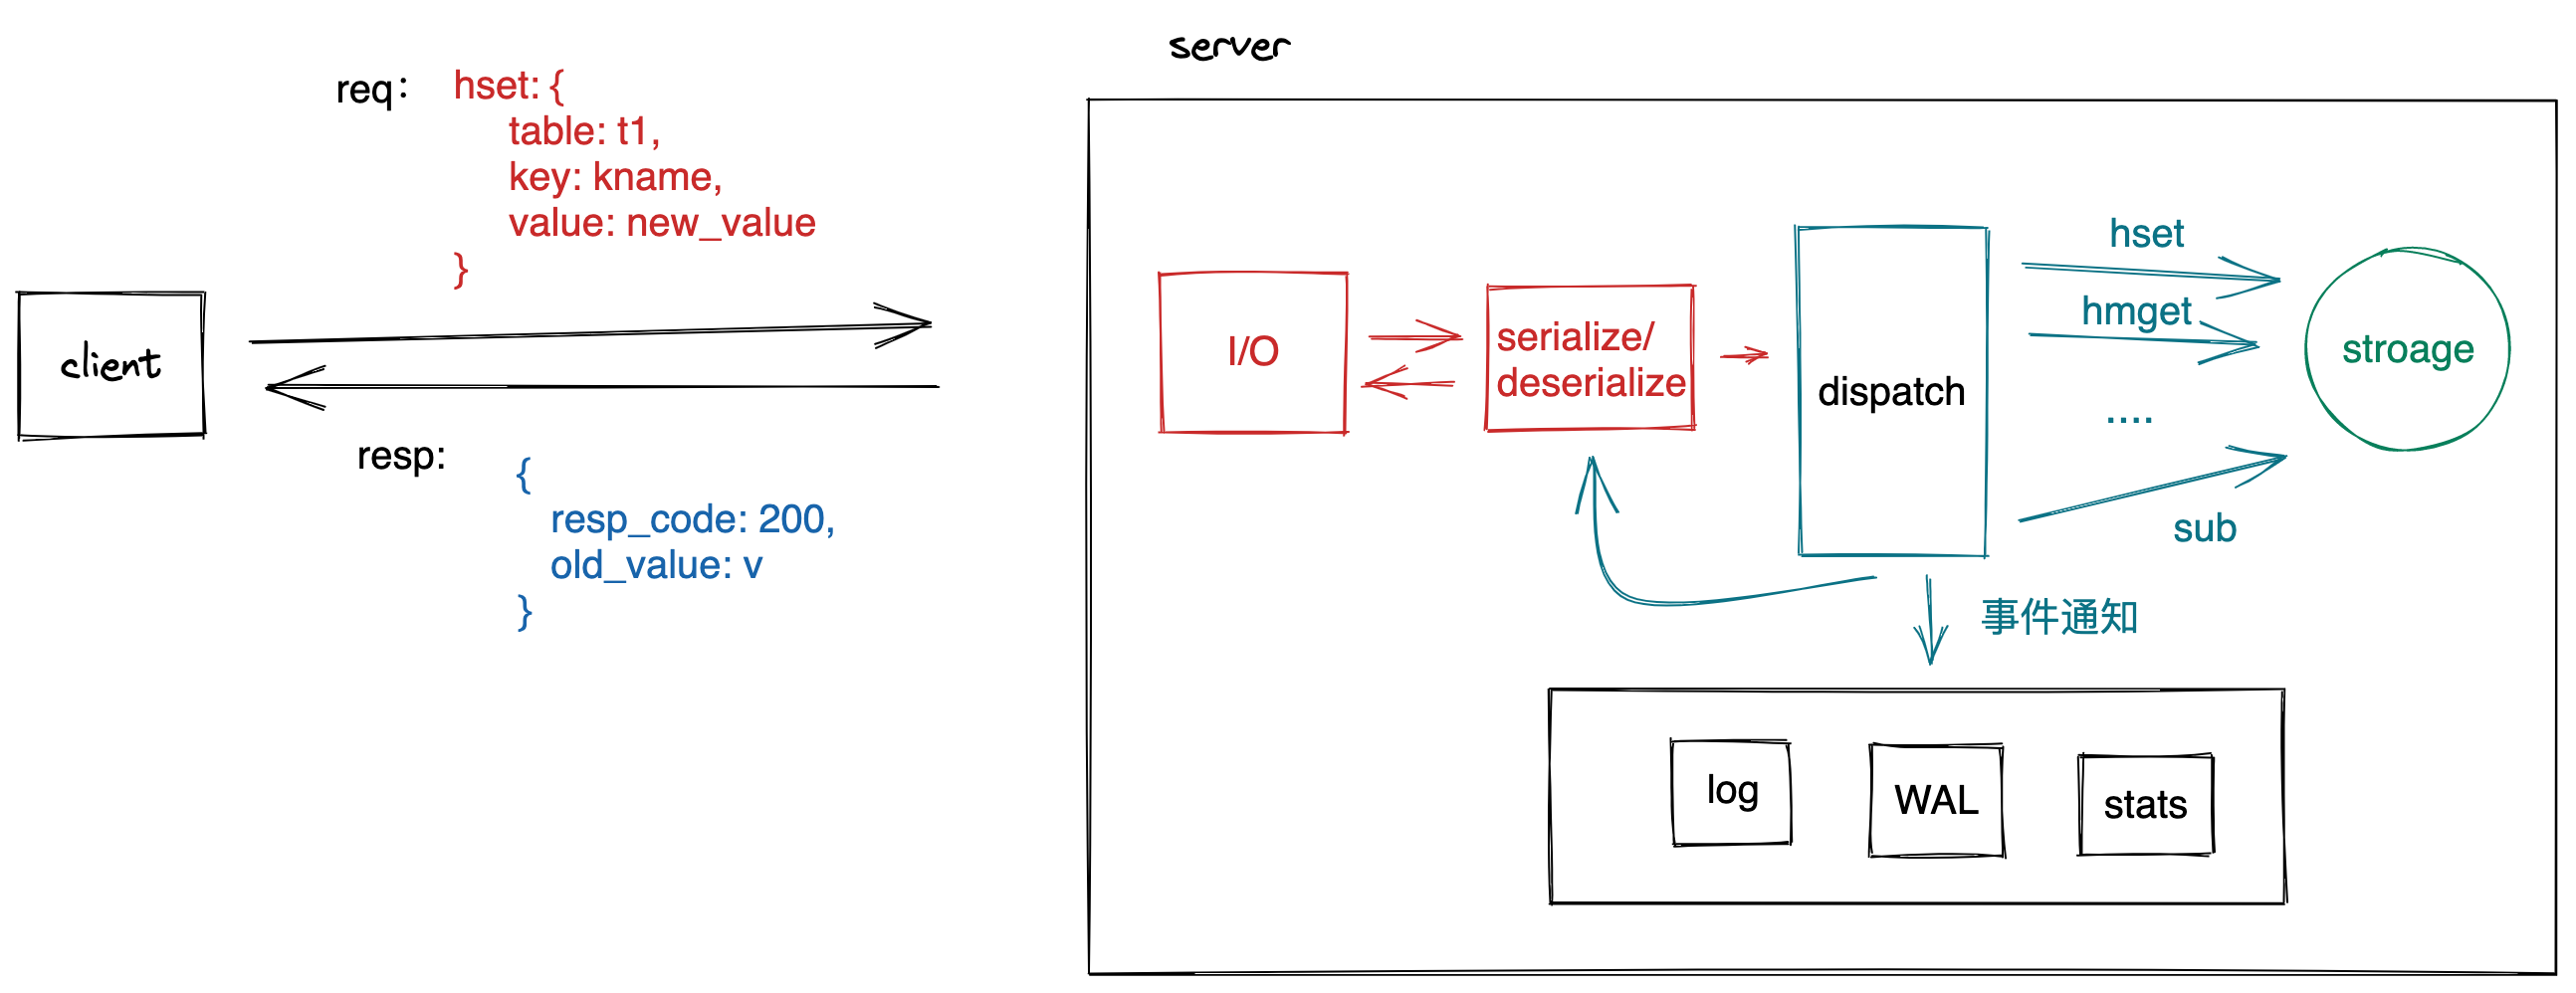 server
req:
hset: {
table: t1,
key: kname,
value: new_value
}
client
resp:
{
resp_code: 200,
old_value: v
}
I/O
serialize/
deserialize
dispatch
hset
hmget
....
sub
stroage
事件通知
log
WAL
stats